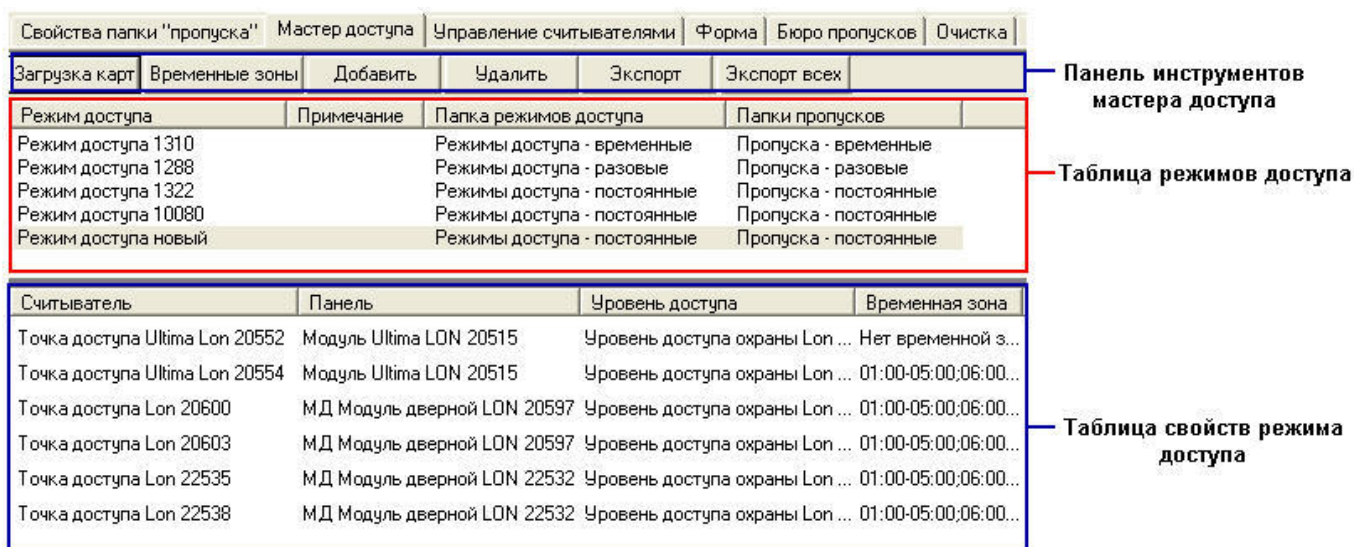 Свойства папки "пропуска" Мастер доступа Управление считывателями Форма Бюро пропусков Очистка
Загрузка карт Временные зоны Добавить Удалить Экспорт Экспорт всех
Панель инструментов
мастера доступа
Режим доступа Примечание Папка режимов доступа Папки пропусков
Режим доступа 1310 Режимы доступа - временные Пропуска - временные
Режим доступа 1288 Режимы доступа - разовые Пропуска - разовые
Режим доступа 1322 Режимы доступа - постоянные Пропуска - постоянные
Режим доступа 10080 Режимы доступа - постоянные Пропуска - постоянные
Режим доступа новый Режимы доступа - постоянные Пропуска - постоянные
Таблица режимов доступа
Считыватель Панель Уровень доступа Временная зона
Точка доступа Ultima Lon 20552 Модуль Ultima LON 20515 Уровень доступа охраны Lon ... Нет временной з...
Точка доступа Ultima Lon 20554 Модуль Ultima LON 20515 Уровень доступа охраны Lon ... 01:00-05:00;06:00...
Точка доступа Lon 20600 МД Модуль дверной LON 20597 Уровень доступа охраны Lon ... 01:00-05:00;06:00...
Точка доступа Lon 20603 МД Модуль дверной LON 20597 Уровень доступа охраны Lon ... 01:00-05:00;06:00...
Точка доступа Lon 22535 МД Модуль дверной LON 22532 Уровень доступа охраны Lon ... 01:00-05:00;06:00...
Точка доступа Lon 22538 МД Модуль дверной LON 22532 Уровень доступа охраны Lon ... 01:00-05:00;06:00...
Таблица свойств режима
доступа